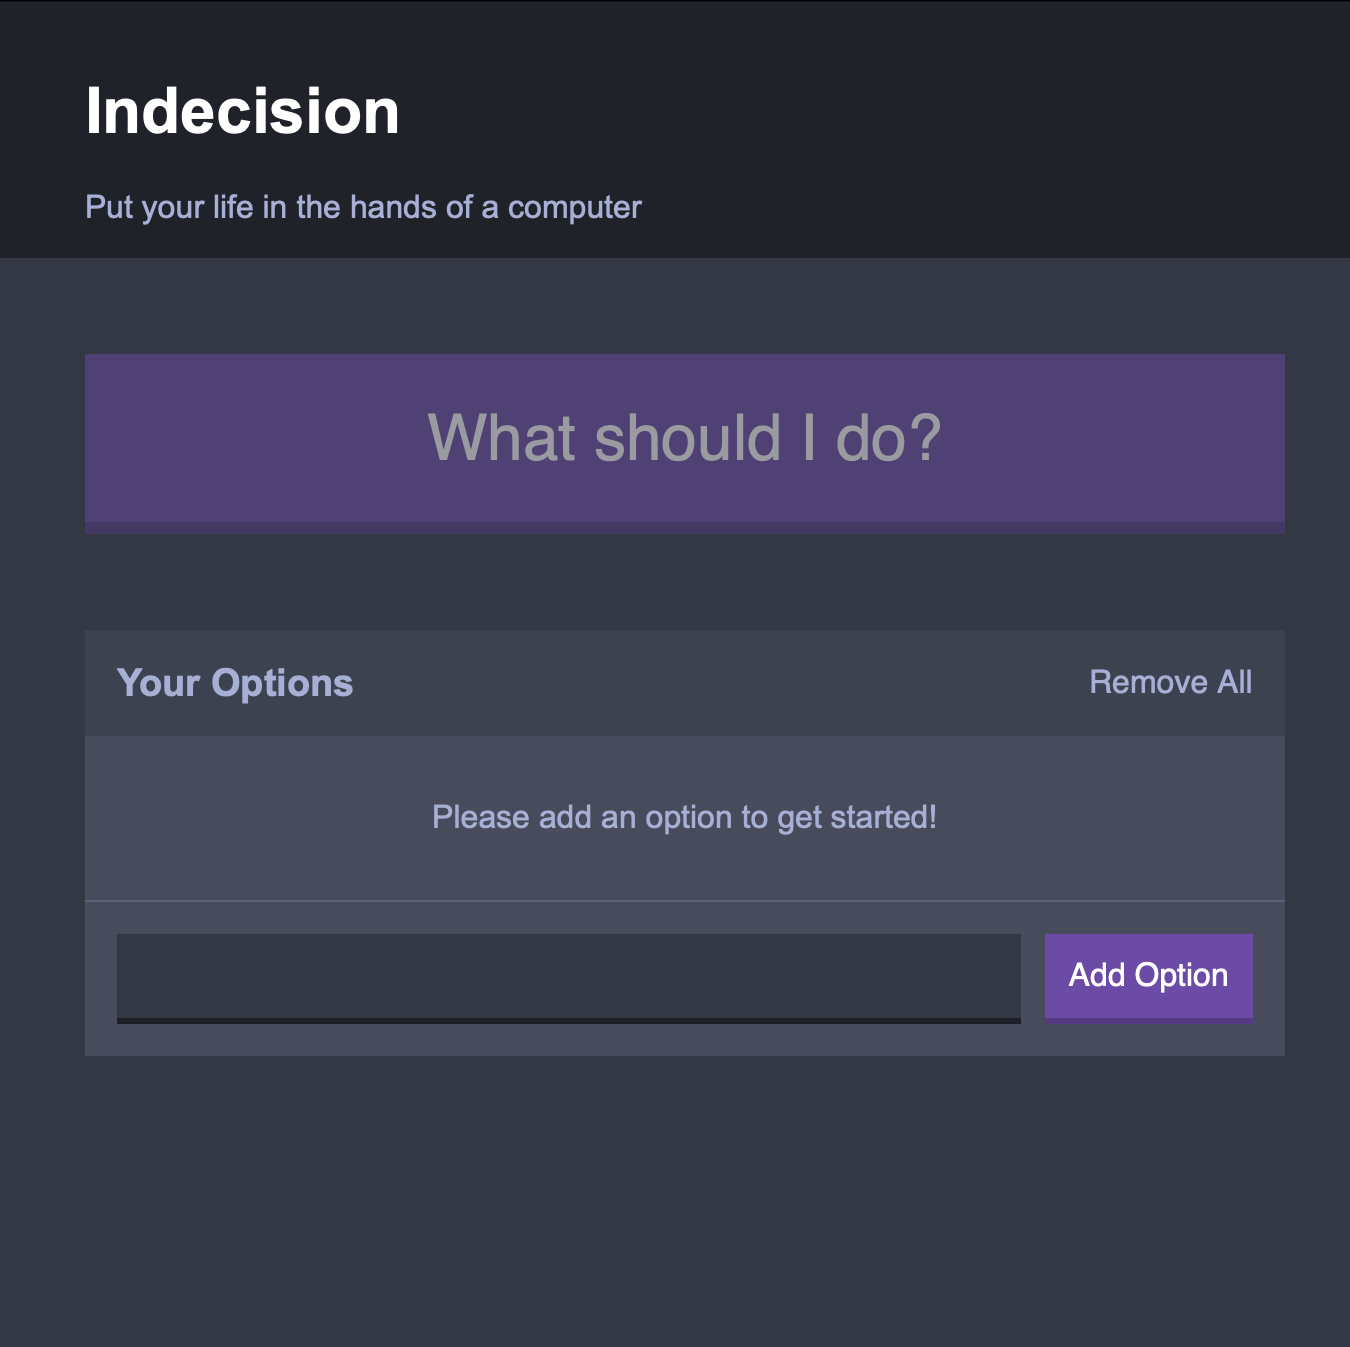 Indecision
Put your life in the hands of a computer
What should I do?
Your Options
Remove All
Please add an option to get started!
Add Option